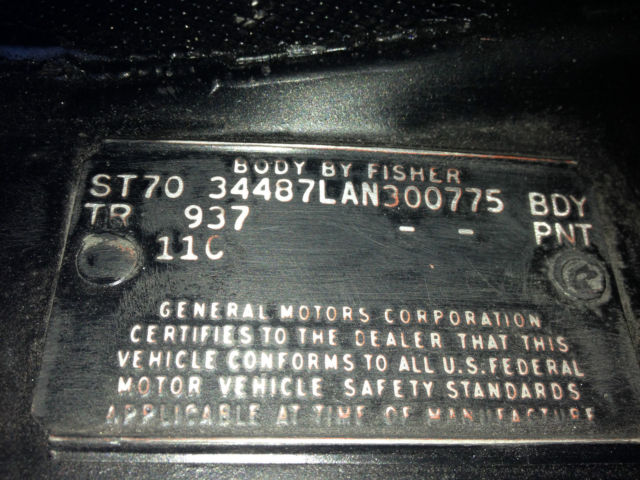 BODY BY FISHER
ST70 34487LAN300775 BDY
TR 937 - - PNT
11C
GENERAL MOTORS CORPORATION
CERTIFIES TO THE DEALER THAT THIS
VEHICLE CONFORMS TO ALL U.S. FEDERAL
MOTOR VEHICLE SAFETY STANDARDS
APPLICABLE AT TIME OF MANUFACTURE